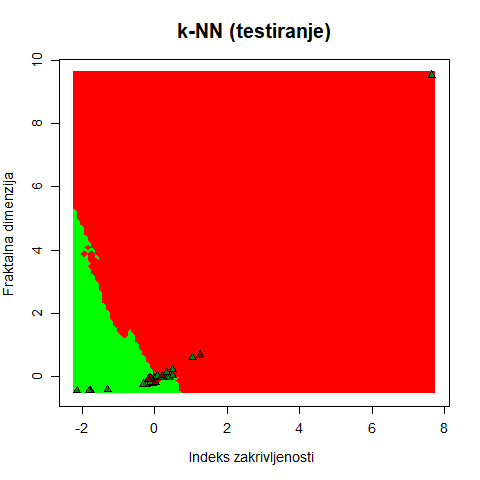 k-NN (testiranje)
Fraktalna dimenzija
10
8
6
4
2
0
-2 0 2 4 6 8
Indeks zakrivljenosti